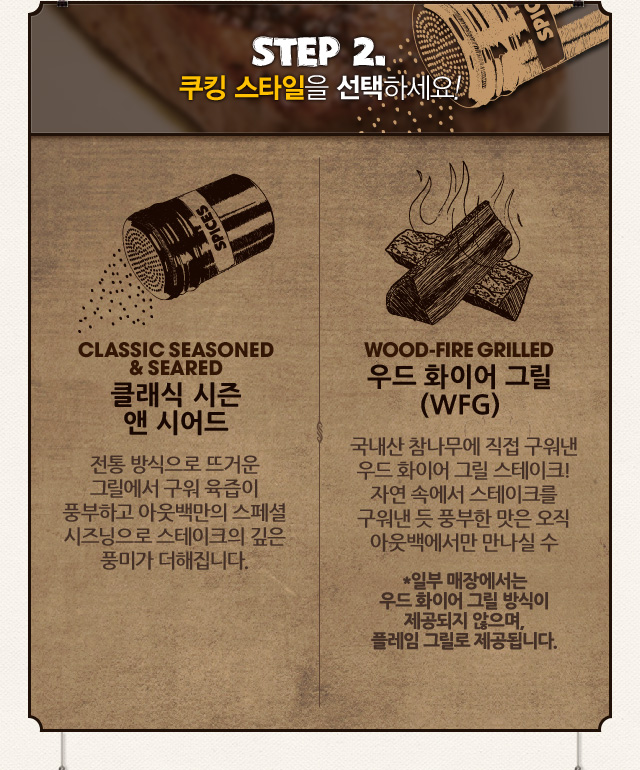 SPICES
STEP 2.
쿠킹 스타일을 선택하세요!
SPICES
CLASSIC SEASONED
& SEARED
클래식 시즌
앤 시어드
전통 방식으로 뜨거운
그릴에서 구워 육즙이
풍부하고 아웃백만의 스페셜
시즈닝으로 스테이크의 깊은
풍미가 더해집니다.
WOOD-FIRE GRILLED
우드 화이어 그릴
(WFG)
국내산 참나무에 직접 구워낸
우드 화이어 그릴 스테이크!
자연 속에서 스테이크를
구워낸 듯 풍부한 맛은 오직
아웃백에서만 만나실 수
*일부 매장에서는
우드 화이어 그릴 방식이
제공되지 않으며,
플레임 그릴로 제공됩니다.